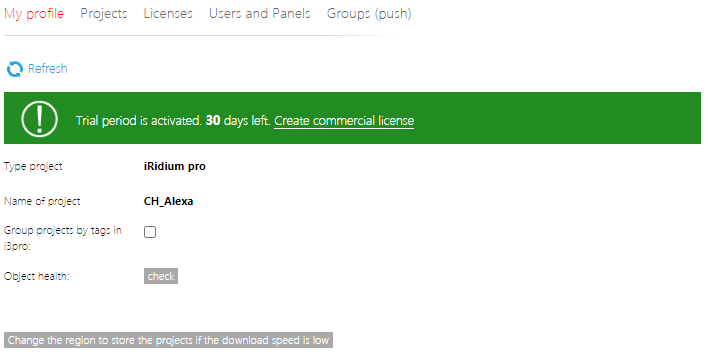 My profile Projects Licenses Users and Panels Groups (push)
Refresh
Trial period is activated. 30 days left. Create commercial license
Type project iRidium pro
Name of project CH_Alexa
Group projects by tags in
i3pro:
Object health: check
Change the region to store the projects if the download speed is low